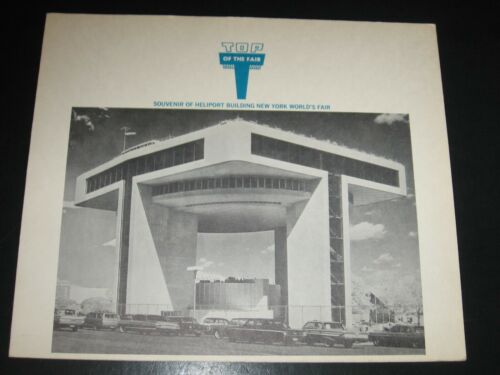 TOP
OF THE FAIR
SOUVENIR OF HELIPORT BUILDING NEW YORK WORLD'S FAIR